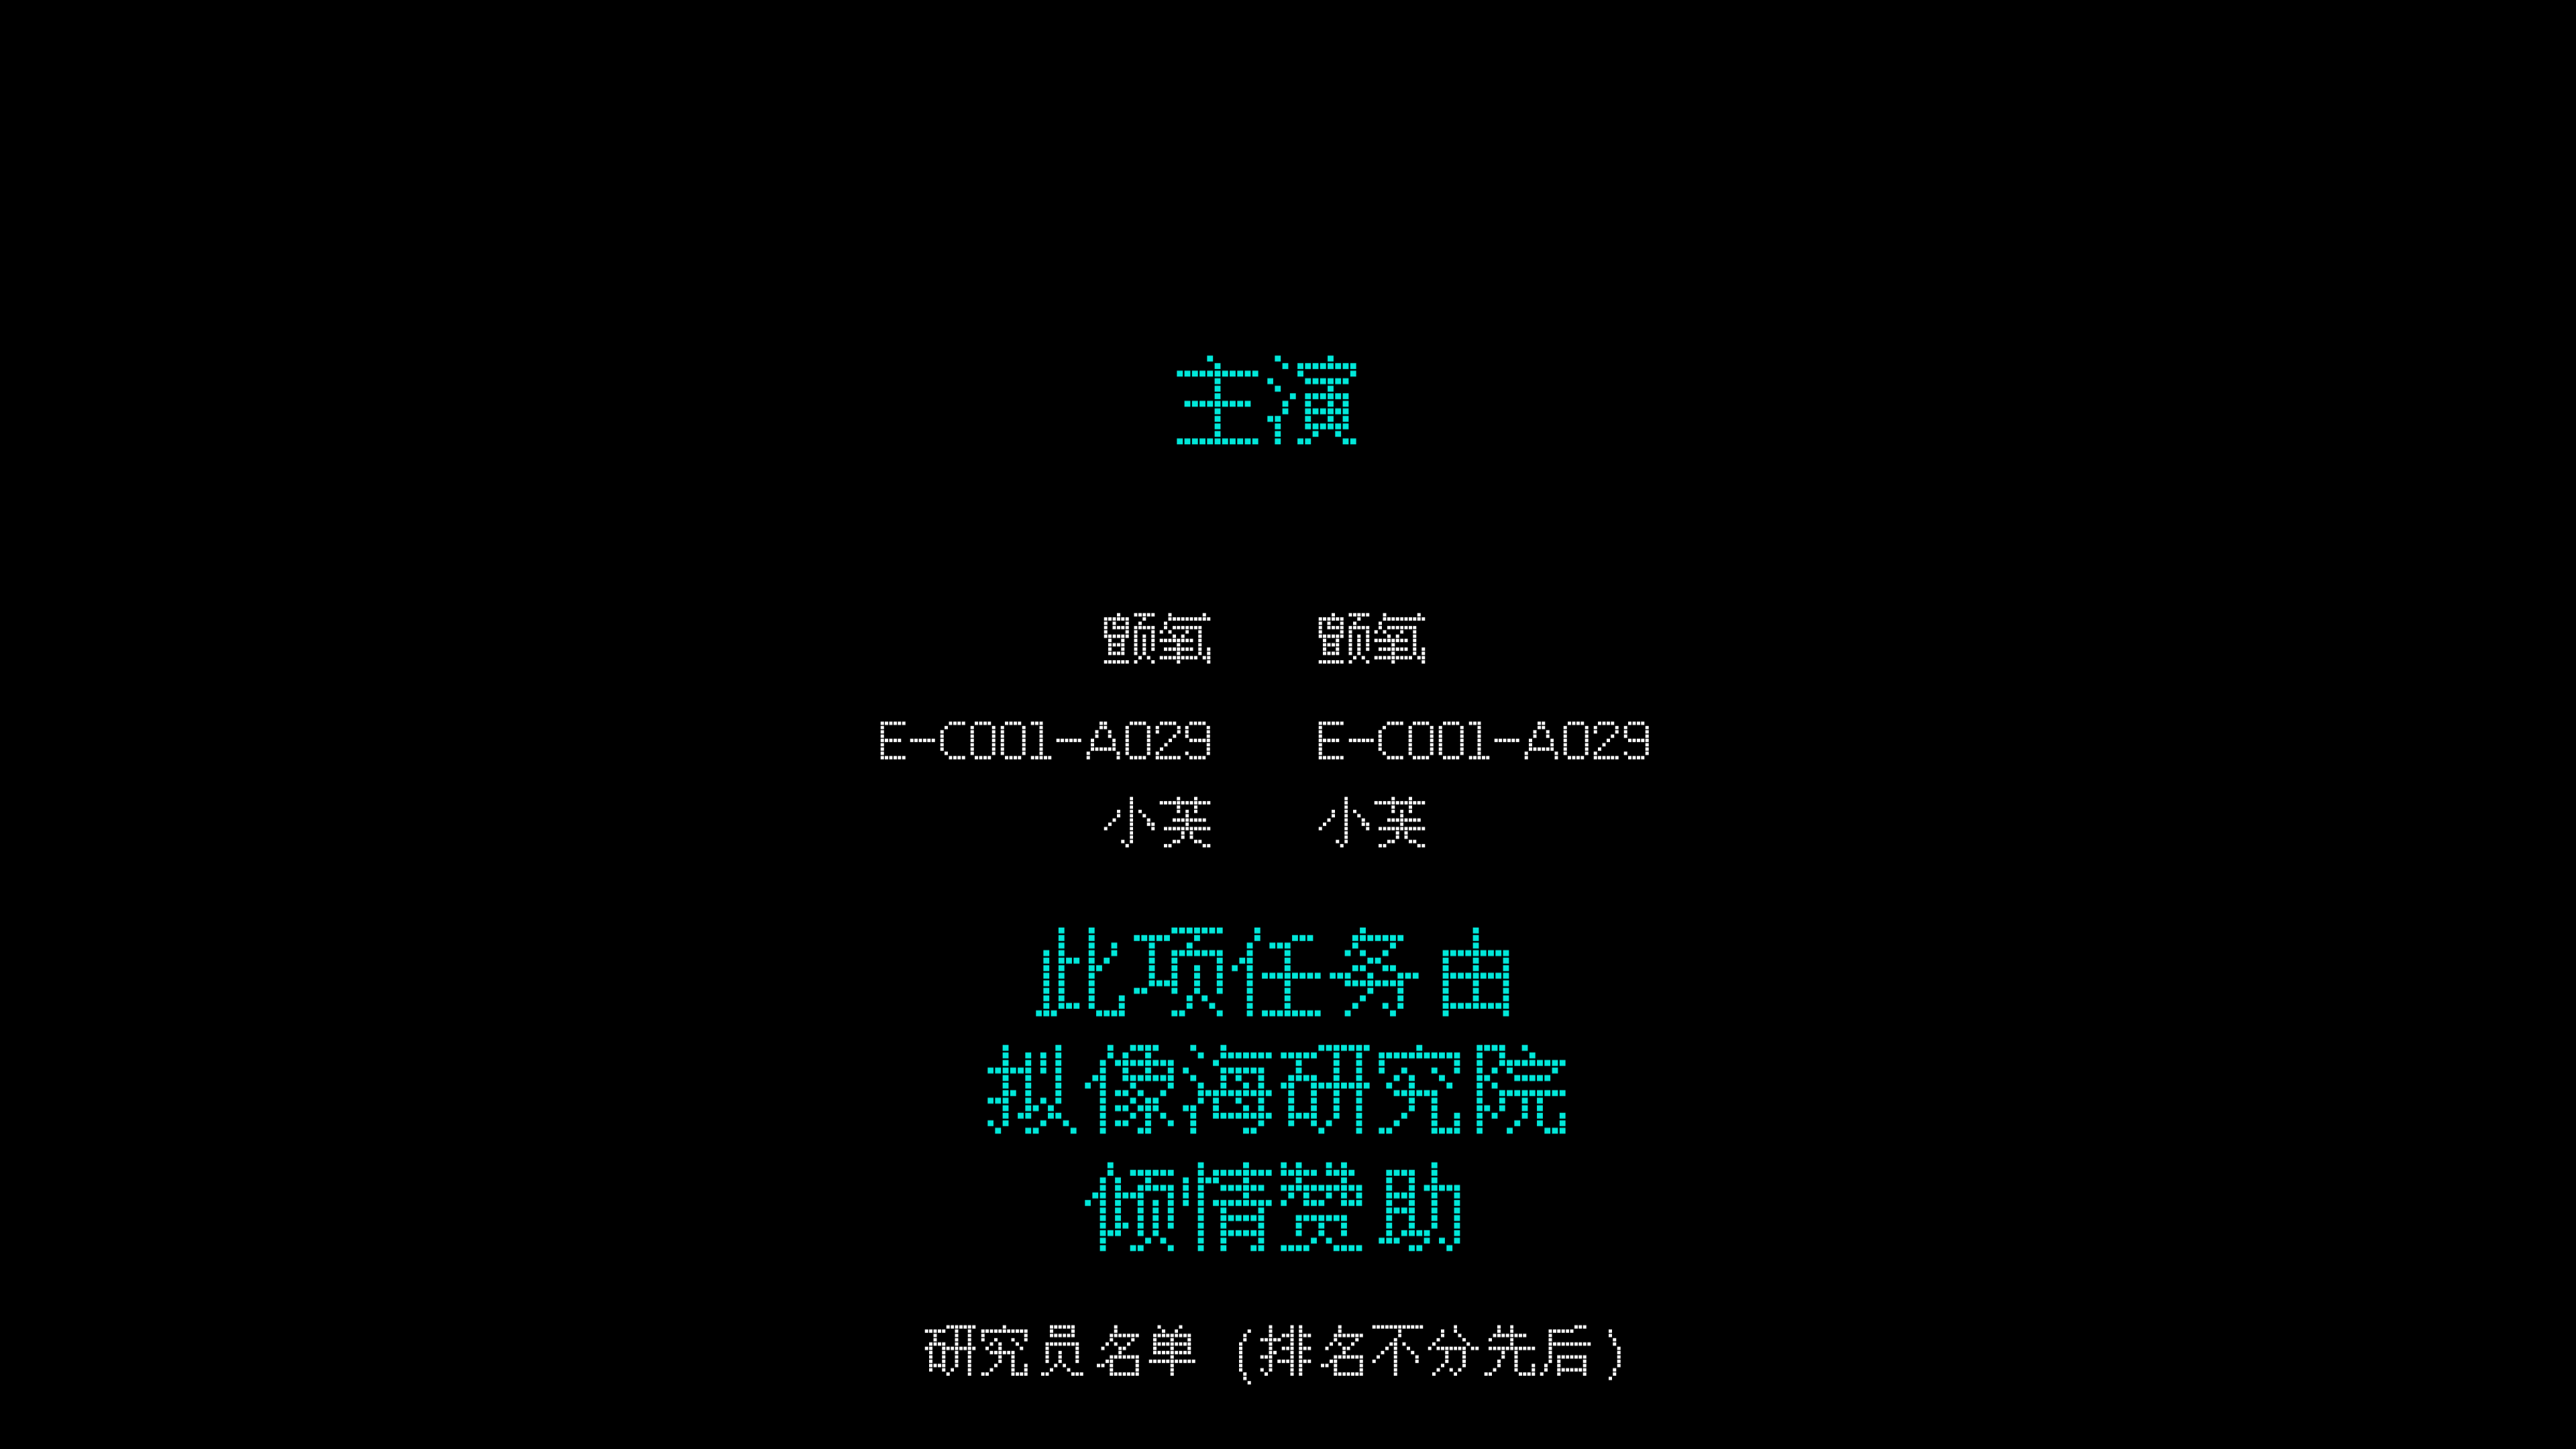 主演
颤氧 颤氧
E-C001-A029 E-C001-A029
小芙 小芙
此项任务由
拟像海研究院
倾情赞助
研究员名单（排名不分先后）